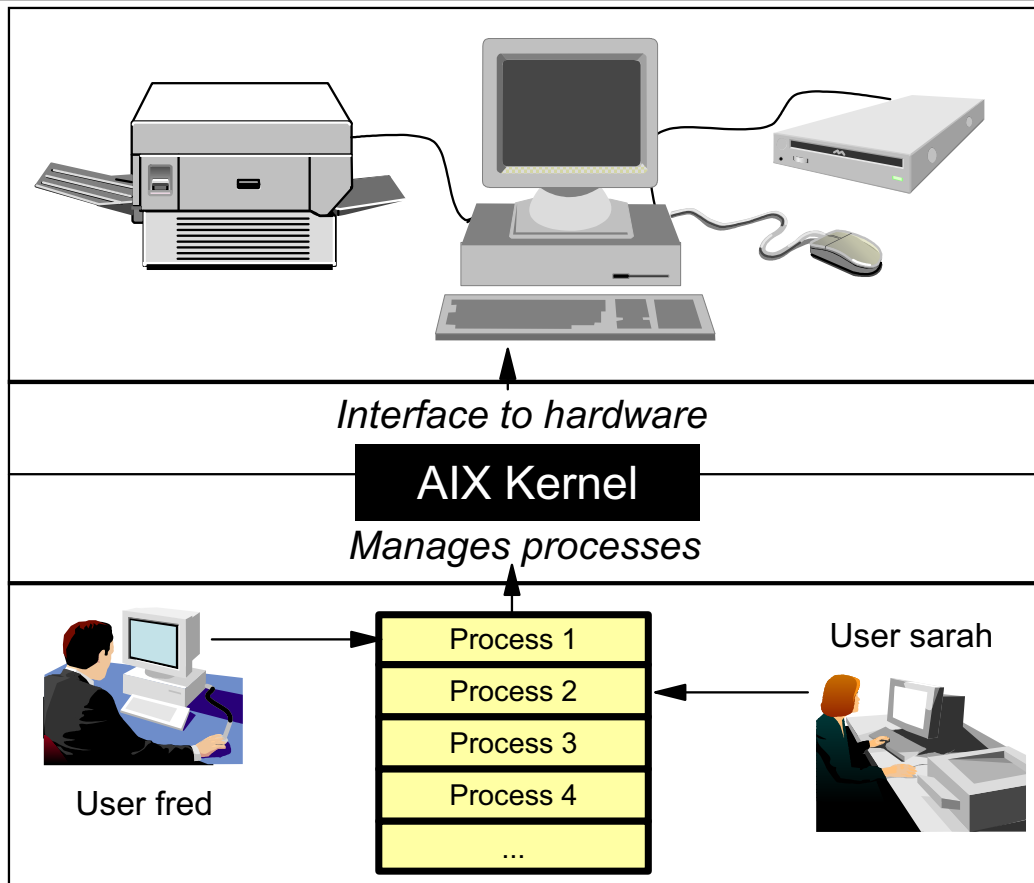 Interface to hardware
AIX Kernel
Manages processes
Process 1
User sarah
Process 2
Process 3
Process 4
User fred
...